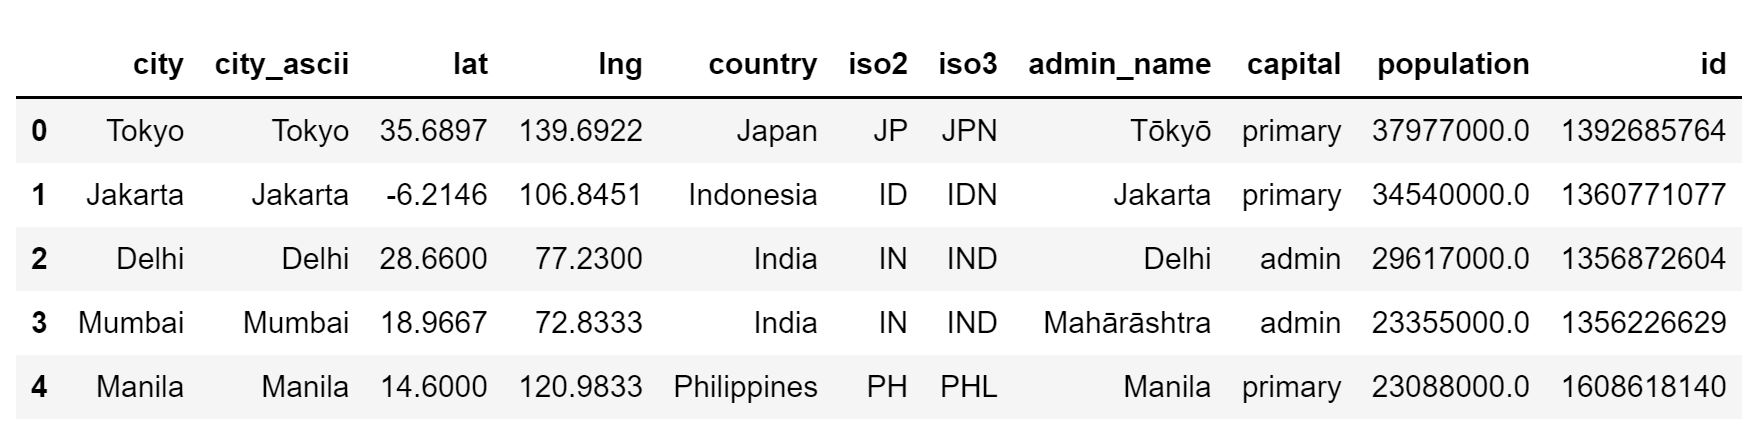 city city_ascii lat lng country iso2 iso3 admin_name capital population id
0 Tokyo Tokyo 35.6897 139.6922 Japan JP JPN Tōkyō primary 37977000.0 1392685764
1 Jakarta Jakarta -6.2146 106.8451 Indonesia ID IDN Jakarta primary 34540000.0 1360771077
2 Delhi Delhi 28.6600 77.2300 India IN IND Delhi admin 29617000.0 1356872604
3 Mumbai Mumbai 18.9667 72.8333 India IN IND Mahārāshtra admin 23355000.0 1356226629
4 Manila Manila 14.6000 120.9833 Philippines PH PHL Manila primary 23088000.0 1608618140